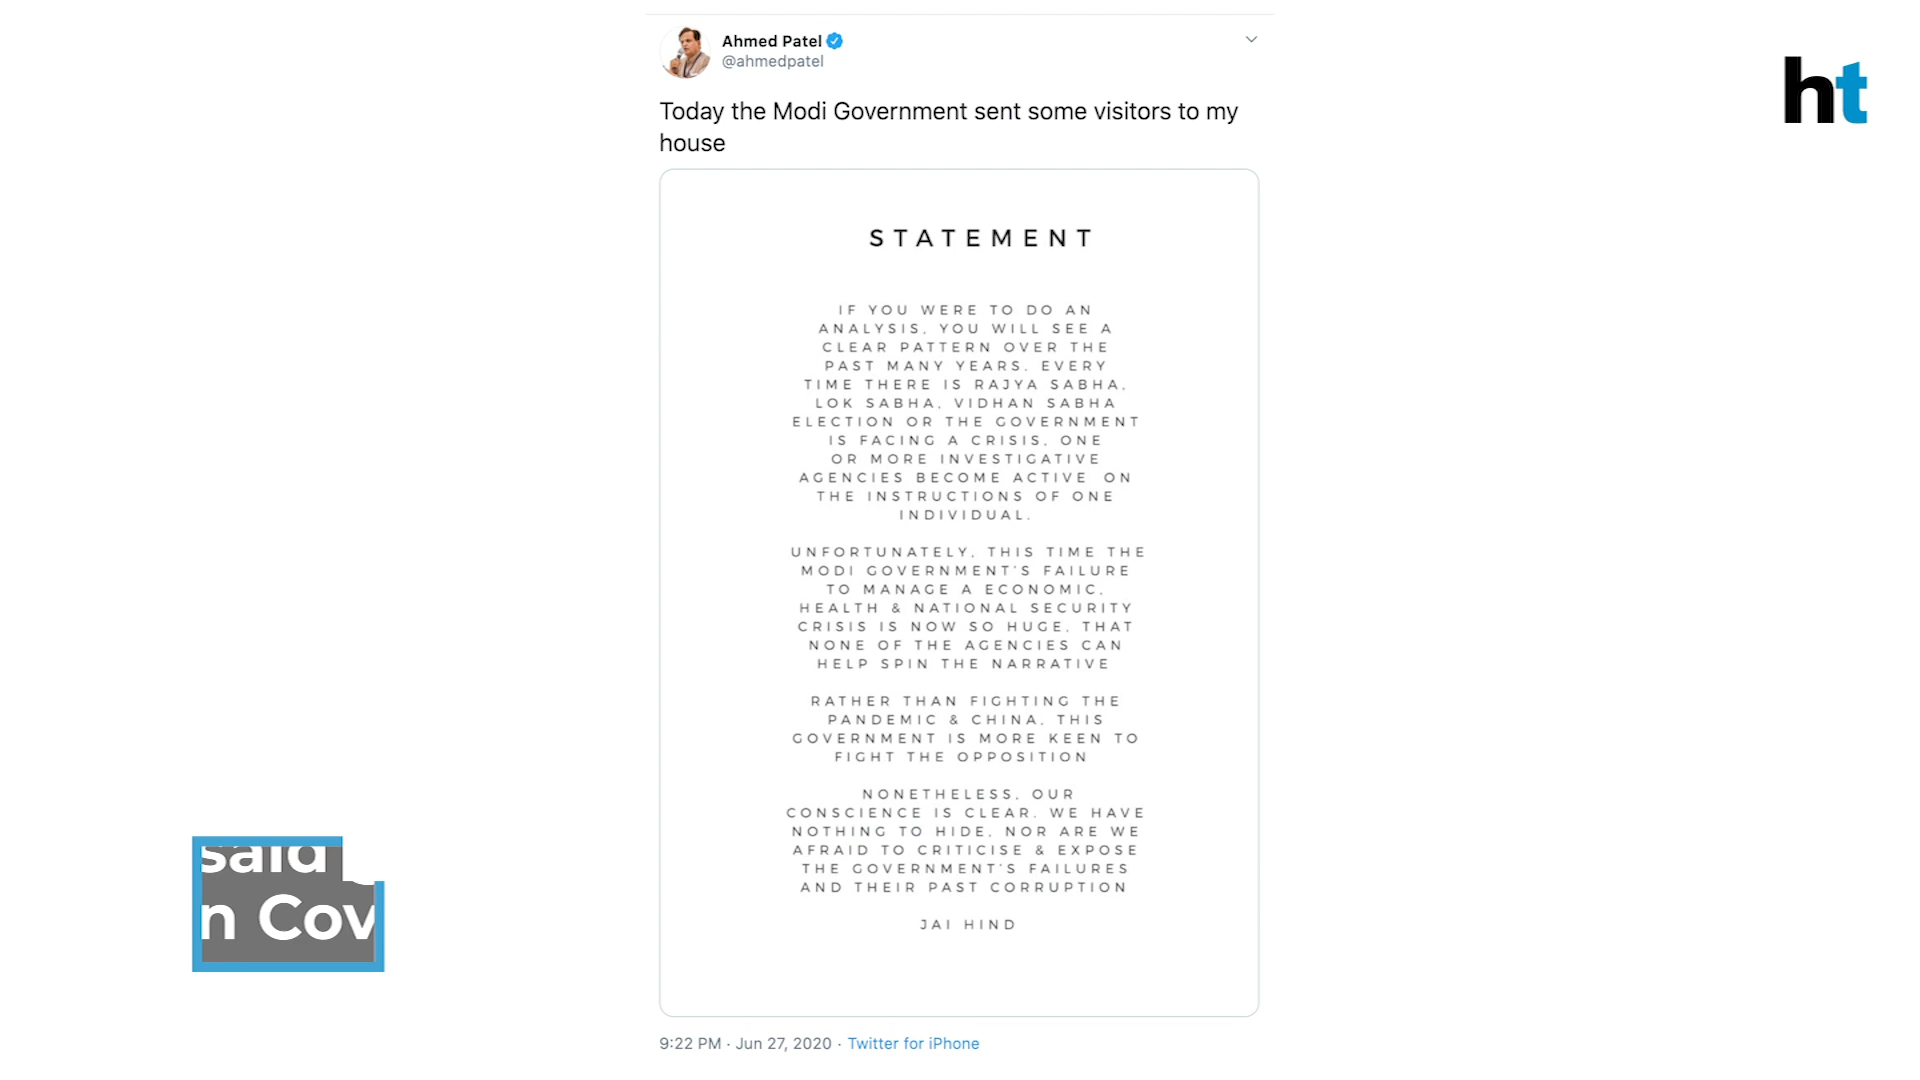 Ahmed Patel
@ahmedpatel
ht
Today the Modi Government sent some visitors to my
house
STATEMENT
IF YOU WERE TO DO AN
ANALYSIS, YOU WILL SEE A
CLEAR PATTERN OVER THE
PAST MANY YEARS. EVERY
TIME THERE IS RAJYA SABHA,
LOK SABHA, VIDHAN SABHA
ELECTION OR THE GOVERNMENT
IS FACING A CRISIS, ONE
OR MORE INVESTIGATIVE
AGENCIES BECOME ACTIVE ON
THE INSTRUCTIONS OF ONE
INDIVIDUAL.
UNFORTUNATELY, THIS TIME THE
MODI GOVERNMENT'S FAILURE
TO MANAGE A ECONOMIC,
HEALTH & NATIONAL SECURITY
CRISIS IS NOW SO HUGE, THAT
NONE OF THE AGENCIES CAN
HELP SPIN THE NARRATIVE
RATHER THAN FIGHTING THE
PANDEMIC & CHINA, THIS
GOVERNMENT IS MORE KEEN TO
FIGHT THE OPPOSITION
NONETHELESS, OUR
CONSCIENCE IS CLEAR. WE HAVE
NOTHING TO HIDE, NOR ARE WE
AFRAID TO CRITICISE & EXPOSE
THE GOVERNMENT'S FAILURES
AND THEIR PAST CORRUPTION
JAI HIND
said
n Cov
9:22 PM · Jun 27, 2020 · Twitter for iPhone